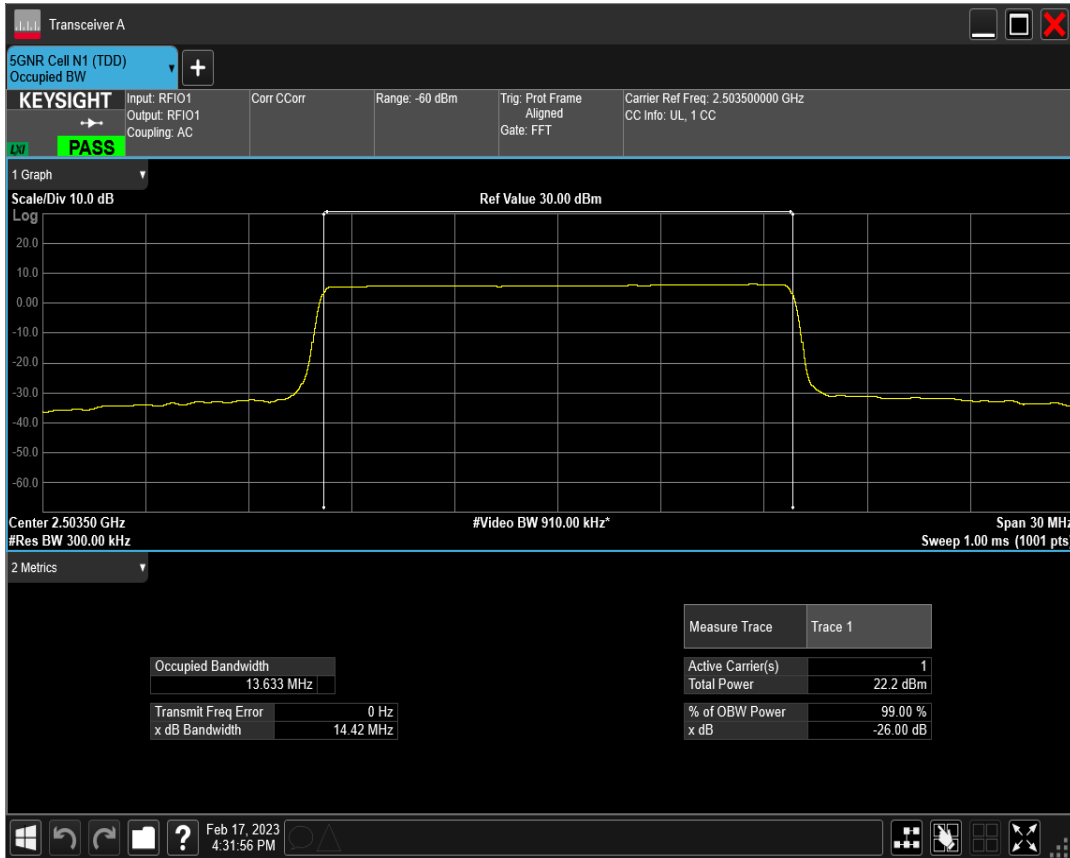 Transceiver A
5GNR Cell N1 (TDD)
Occupied BW
+
KEYSIGHT
LXI
PASS
Input: RFIO1
Output: RFIO1
Coupling: AC
Corr CCorr
Range: -60 dBm
Trig: Prot Frame
Aligned
Gate: FFT
Carrier Ref Freq: 2.503500000 GHz
CC Info: UL, 1 CC
1 Graph
Scale/Div 10.0 dB
Ref Value 30.00 dBm
Log
20.0
10.0
0.00
-10.0
-20.0
-30.0
-40.0
-50.0
-60.0
Center 2.50350 GHz
#Video BW 910.00 kHz*
Span 30 MHz
#Res BW 300.00 kHz
Sweep 1.00 ms (1001 pts)
2 Metrics
Measure Trace Trace 1
Occupied Bandwidth
13.633 MHz
Active Carrier(s) 1
Total Power 22.2 dBm
Transmit Freq Error 0 Hz
x dB Bandwidth 14.42 MHz
% of OBW Power 99.00 %
x dB -26.00 dB
?
Feb 17, 2023
4:31:56 PM